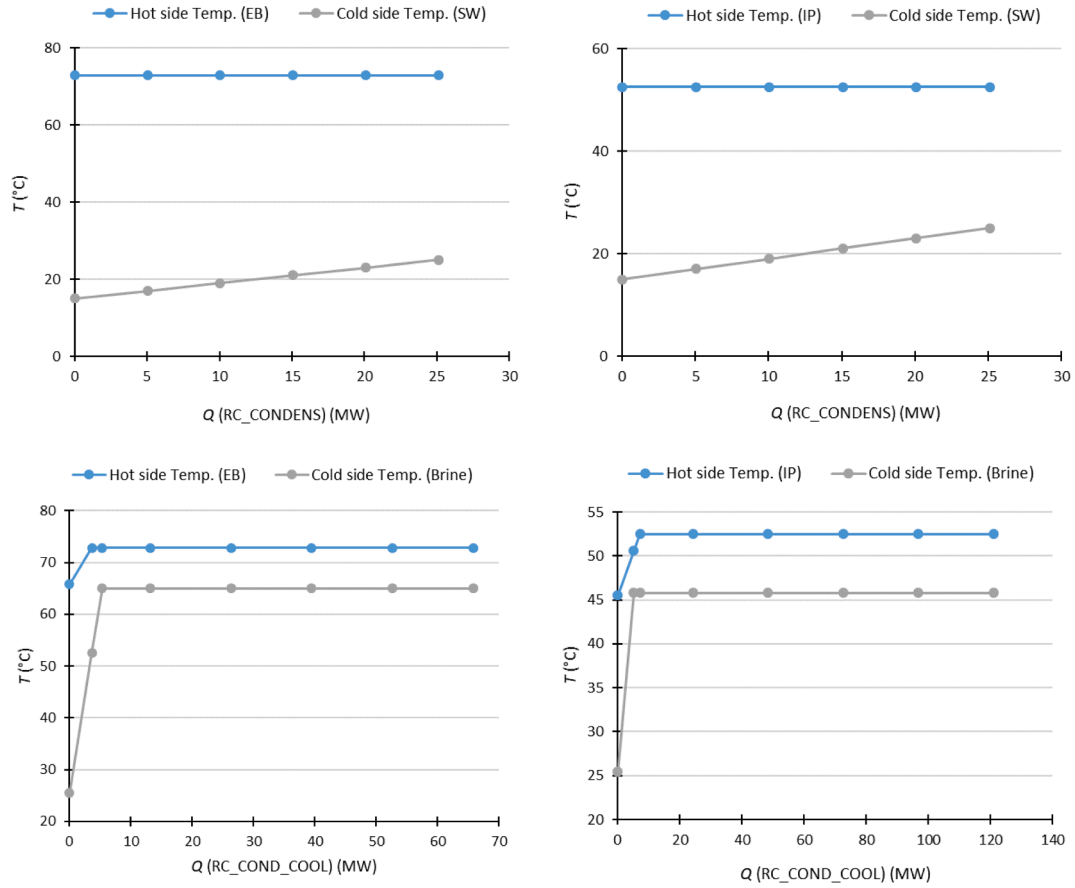 Hot side Temp. (EB) Cold side Temp. (SW)
80
60
40
20
0
T (°C)
0 5 10 15 20 25 30
Q (RC_CONDENS) (MW)
Hot side Temp. (IP) Cold side Temp. (SW)
60
40
20
0
T (°C)
0 5 10 15 20 25 30
Q (RC_CONDENS) (MW)
Hot side Temp. (EB) Cold side Temp. (Brine)
80
70
60
50
40
30
20
T (°C)
0 10 20 30 40 50 60 70
Q (RC_COND_COOL) (MW)
Hot side Temp. (IP) Cold side Temp. (Brine)
55
50
45
40
35
30
25
20
T (°C)
0 20 40 60 80 100 120 140
Q (RC_COND_COOL) (MW)